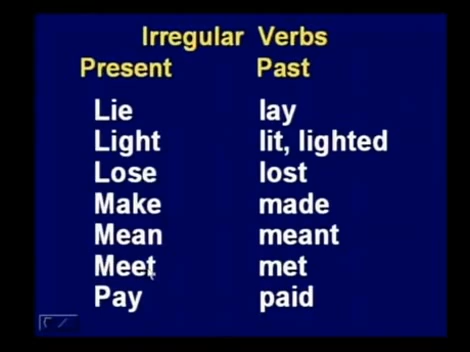 Irregular Verbs
Present Past
Lie lay
Light lit, lighted
Lose lost
Make made
Mean meant
Meet met
Pay paid